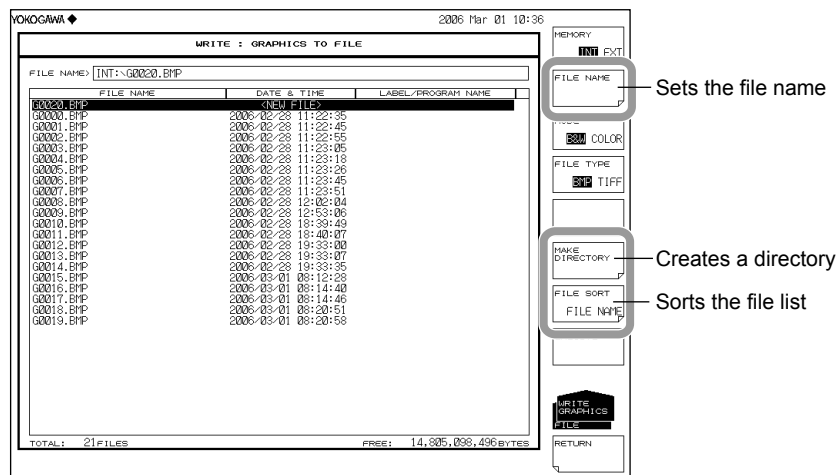 YOKOGAWA ◆ 2006 Mar 01 10:36
WRITE : GRAPHICS TO FILE
FILE NAME> INT:\G0020.BMP
FILE NAME DATE & TIME LABEL/PROGRAM NAME
G0020.BMP <NEW FILE>
G0000.BMP 2006/02/28 11:22:35
G0001.BMP 2006/02/28 11:22:45
G0002.BMP 2006/02/28 11:22:55
G0003.BMP 2006/02/28 11:23:05
G0004.BMP 2006/02/28 11:23:18
G0005.BMP 2006/02/28 11:23:26
G0006.BMP 2006/02/28 11:23:45
G0007.BMP 2006/02/28 11:23:51
G0008.BMP 2006/02/28 12:02:04
G0009.BMP 2006/02/28 12:53:06
G0010.BMP 2006/02/28 18:39:49
G0011.BMP 2006/02/28 18:40:07
G0012.BMP 2006/02/28 19:33:00
G0013.BMP 2006/02/28 19:33:07
G0014.BMP 2006/02/28 19:33:35
G0015.BMP 2006/03/01 08:12:28
G0016.BMP 2006/03/01 08:14:40
G0017.BMP 2006/03/01 08:14:46
G0018.BMP 2006/03/01 08:20:51
G0019.BMP 2006/03/01 08:20:58
TOTAL: 21FILES FREE: 14,805,098,496BYTES
MEMORY
INT EXT
FILE NAME
Sets the file name
B&W COLOR
FILE TYPE
BMP TIFF
MAKE
DIRECTORY
Creates a directory
FILE SORT
FILE NAME
Sorts the file list
WRITE
GRAPHICS
FILE
RETURN